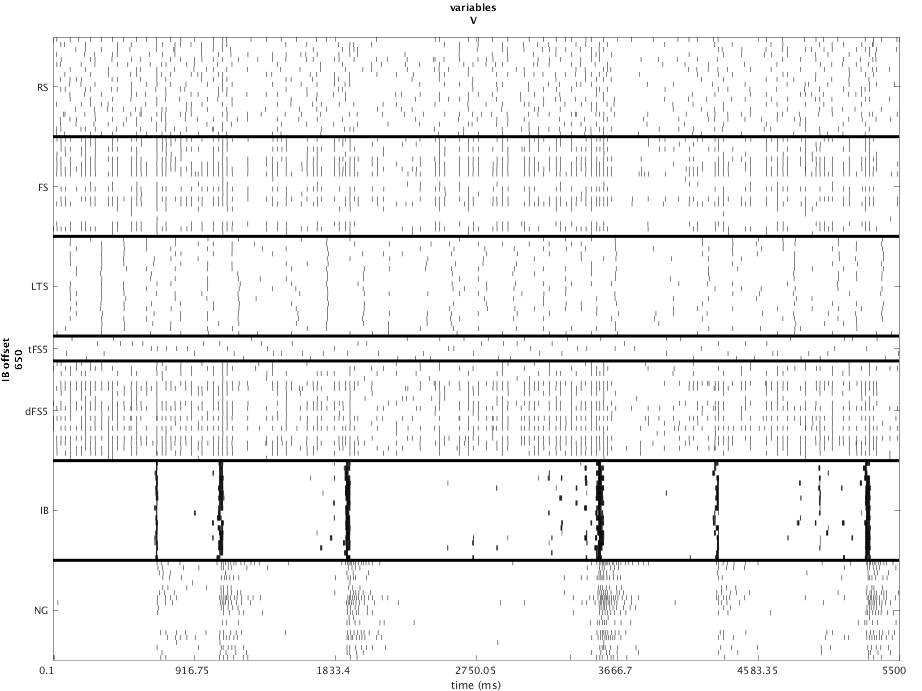 variables
V
RS
FS
LTS
tFS5
IB offset
650
dFS5
IB
NG
0.1 916.75 1833.4 2750.05 3666.7 4583.35 5500
time (ms)